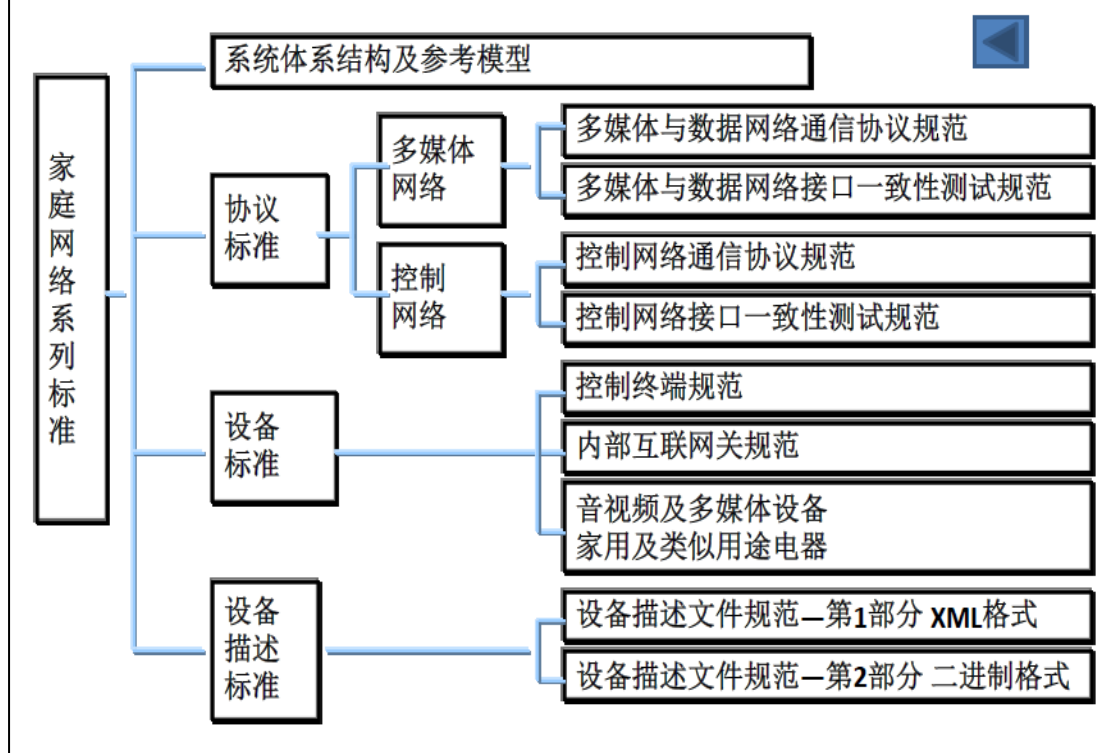 家庭网络系列标准
系统体系结构及参考模型
协议
标准
多媒体
网络
多媒体与数据网络通信协议规范
多媒体与数据网络接口一致性测试规范
控制
网络
控制网络通信协议规范
控制网络接口一致性测试规范
设备
标准
控制终端规范
内部互联网关规范
音视频及多媒体设备
家用及类似用途电器
设备
描述
标准
设备描述文件规范—第1部分 XML格式
设备描述文件规范—第2部分 二进制格式